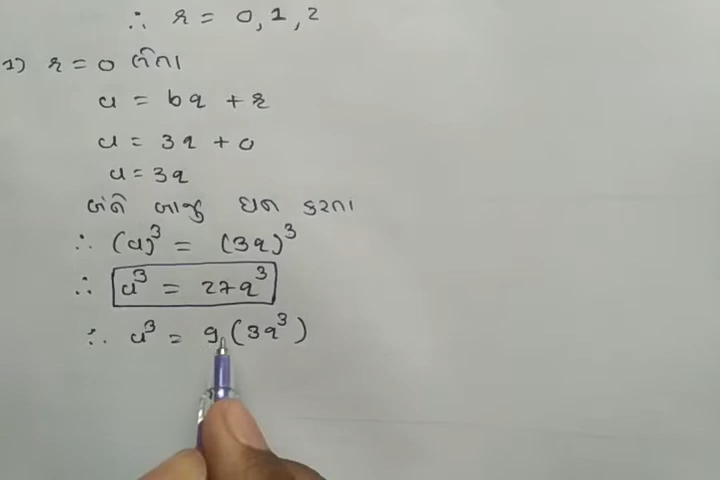 ∴ r = 0, 1, 2
1) r = 0 લેતા
a = bq + r
a = 3q + 0
a = 3q
બંને બાજુ ઘન કરતા
∴ (a)³ = (3q)³
∴ a³ = 27q³
∴ a³ = 9(3q³)